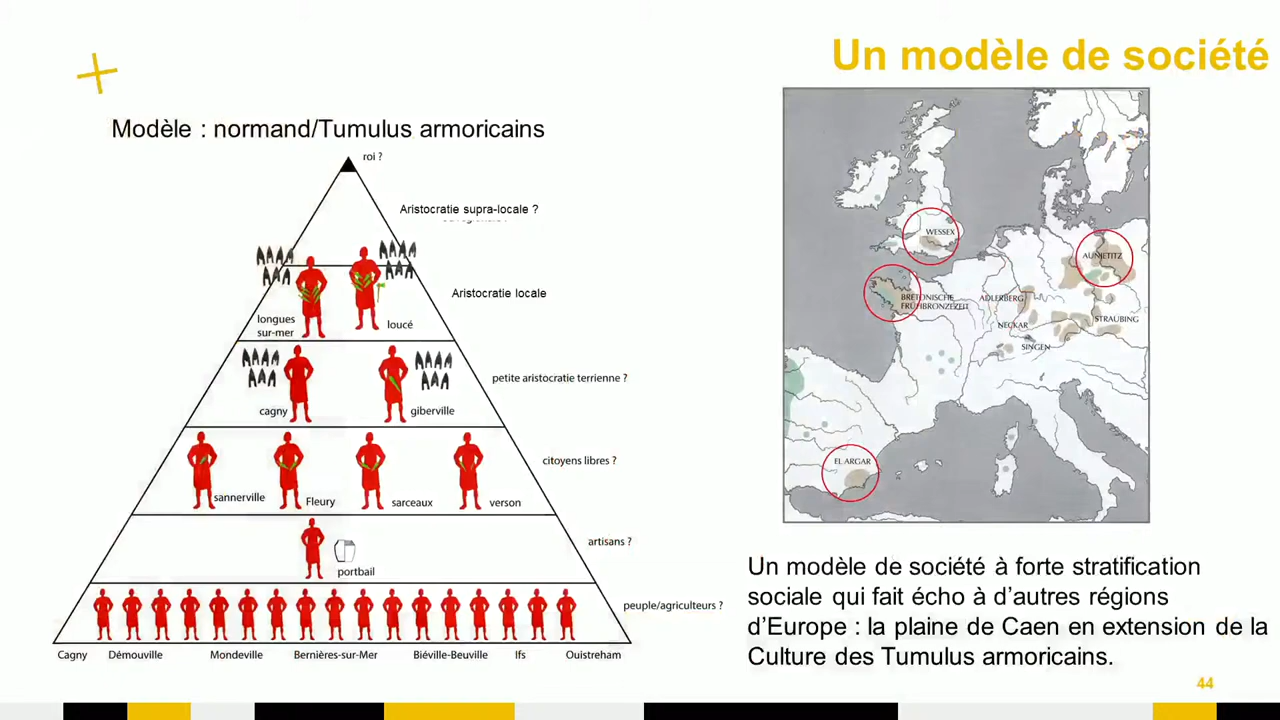 Un modèle de société
Modèle : normand/Tumulus armoricains
roi ?
Aristocratie supra-locale ?
Aristocratie locale
longues
sur-mer
loucé
petite aristocratie terrienne ?
cagny
giberville
citoyens libres ?
sannerville
Fleury
sarceaux
verson
artisans ?
portbail
peuple/agriculteurs ?
Cagny
Démouville
Mondeville
Bernières-sur-Mer
Biéville-Beuville
Ifs
Ouistreham
WESSEX
AUNJETITZ
BRETONISCHE
FRÜHBRONZEZEIT
ADLERBERG
NECKAR
STRAUBING
SINGEN
EL ARGAR
Un modèle de société à forte stratification
sociale qui fait écho à d'autres régions
d'Europe : la plaine de Caen en extension de la
Culture des Tumulus armoricains.
44